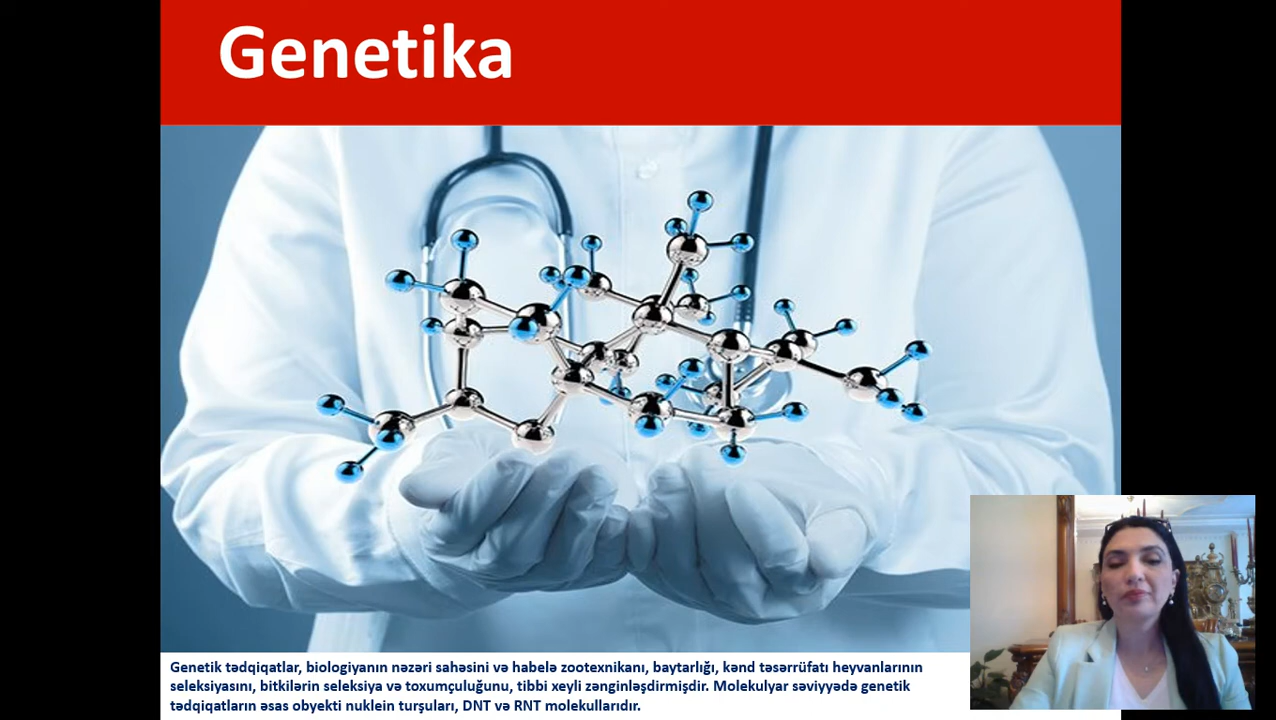 Genetika
Genetik tədqiqatlar, biologiyanın nəzəri sahəsini və habelə zootexnikanı, baytarlığı, kənd təsərrüfatı heyvanlarının
seleksiyasını, bitkilərin seleksiya və toxumçuluğunu, tibbi xeyli zənginləşdirmişdir. Molekulyar səviyyədə genetik
tədqiqatların əsas obyekti nuklein turşuları, DNT və RNT molekullarıdır.